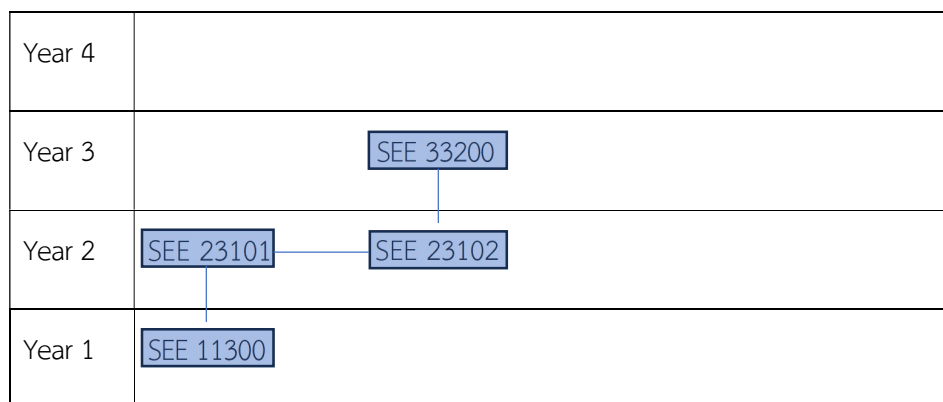 Year 4
Year 3
SEE 33200
Year 2
SEE 23101
SEE 23102
Year 1
SEE 11300